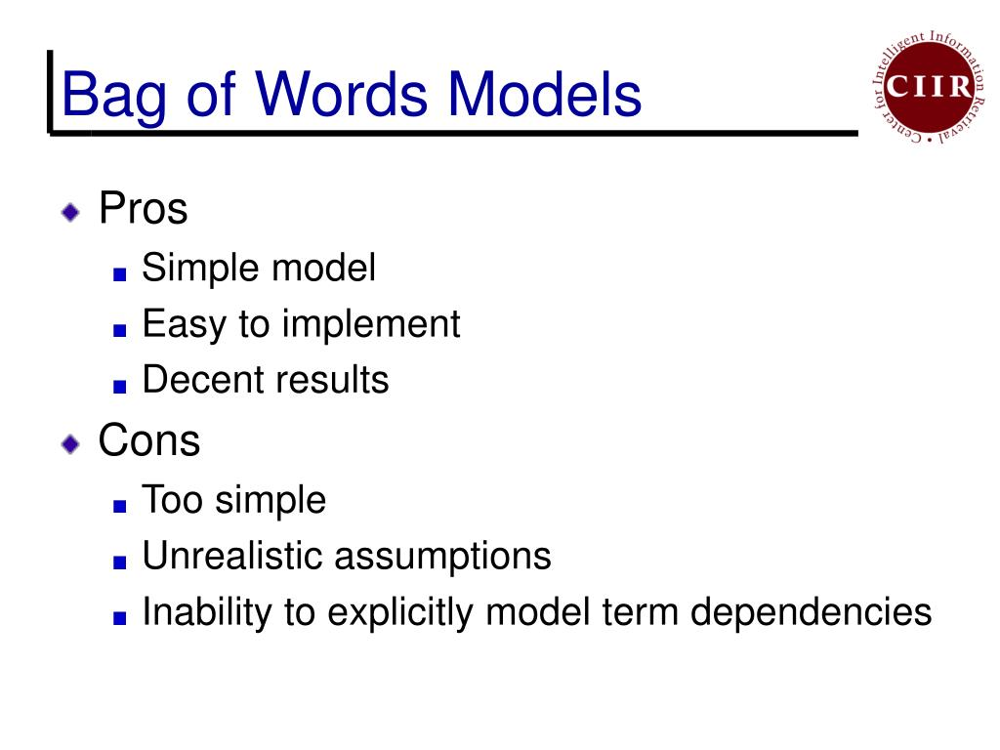 Bag of Words Models
Center for Intelligent Information Retrieval •
CIIR
Pros
Simple model
Easy to implement
Decent results
Cons
Too simple
Unrealistic assumptions
Inability to explicitly model term dependencies